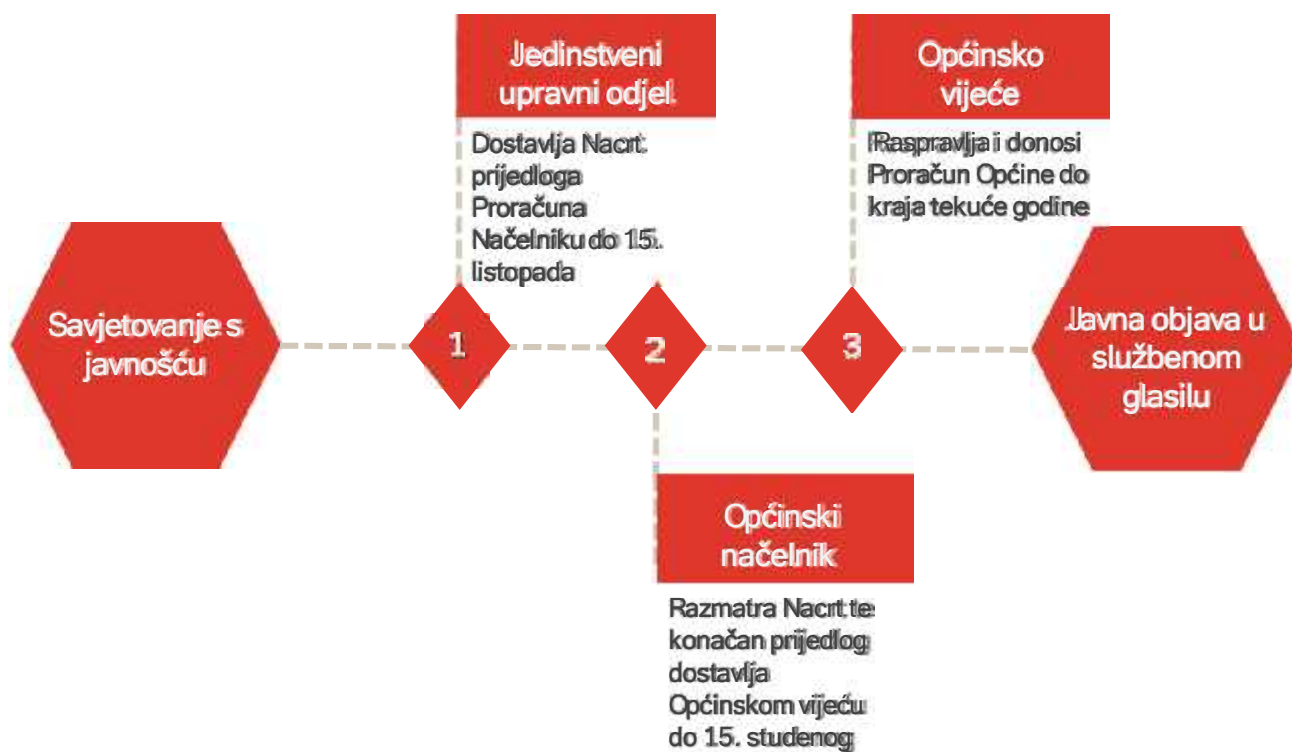 Savjetovanje s
javnošću
1
Jedinstveni
upravni odjel
Dostavlja Nacrt
prijedloga
Proračuna
Načelniku do 15.
listopada
2
Općinski
načelnik
Razmatra Nacrt te
konačan prijedlog
dostavlja
Općinskom vijeću
do 15. studenog
3
Općinsko
vijeće
Raspravlja i donosi
Proračun Općine do
kraja tekuće godine
Javna objava u
službenom
glasilu